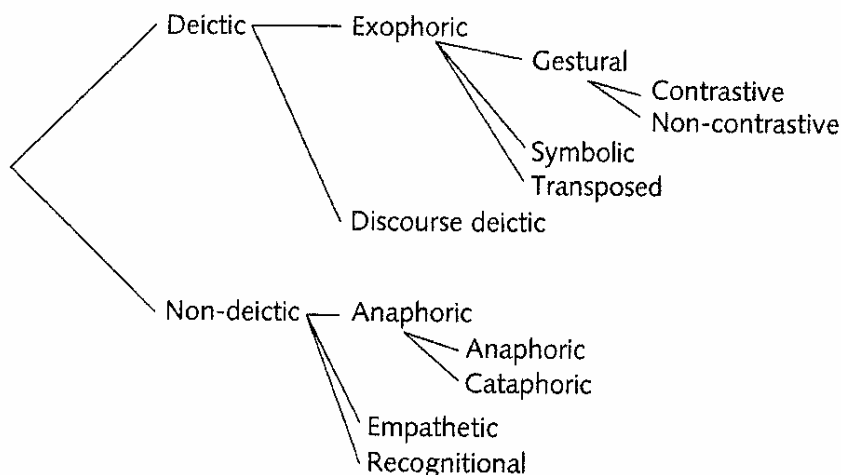 Deictic Exophoric
Gestural
Contrastive
Non-contrastive
Symbolic
Transposed
Discourse deictic
Non-deictic Anaphoric
Anaphoric
Cataphoric
Empathetic
Recognitional